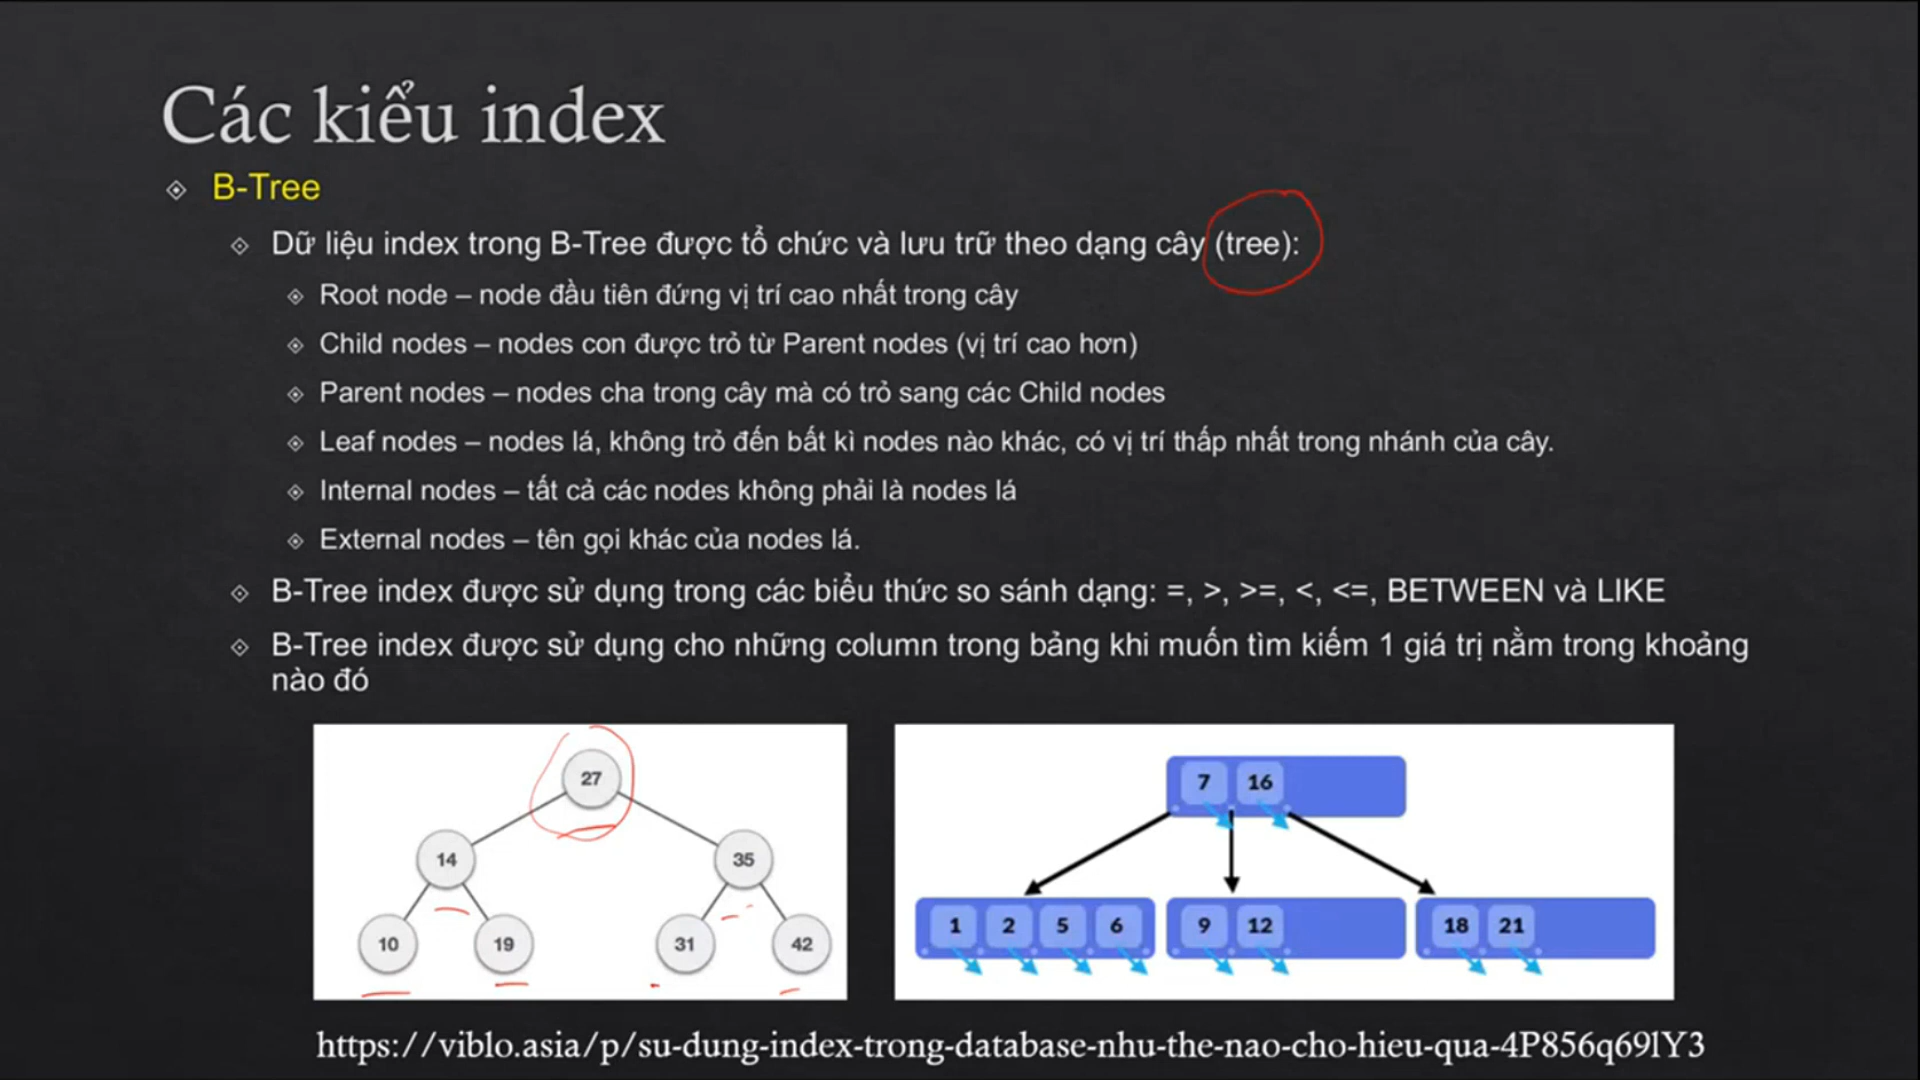 Các kiểu index
B-Tree
Dữ liệu index trong B-Tree được tổ chức và lưu trữ theo dạng cây (tree):
Root node – node đầu tiên đứng vị trí cao nhất trong cây
Child nodes – nodes con được trỏ từ Parent nodes (vị trí cao hơn)
Parent nodes – nodes cha trong cây mà có trỏ sang các Child nodes
Leaf nodes – nodes lá, không trỏ đến bất kì nodes nào khác, có vị trí thấp nhất trong nhánh của cây.
Internal nodes – tất cả các nodes không phải là nodes lá
External nodes – tên gọi khác của nodes lá.
B-Tree index được sử dụng trong các biểu thức so sánh dạng: =, >, >=, <, <=, BETWEEN và LIKE
B-Tree index được sử dụng cho những column trong bảng khi muốn tìm kiếm 1 giá trị nằm trong khoảng
nào đó
27
14 35
10 19 31 42
7 16
1 2 5 6 9 12 18 21
https://viblo.asia/p/su-dung-index-trong-database-nhu-the-nao-cho-hieu-qua-4P856q69lY3